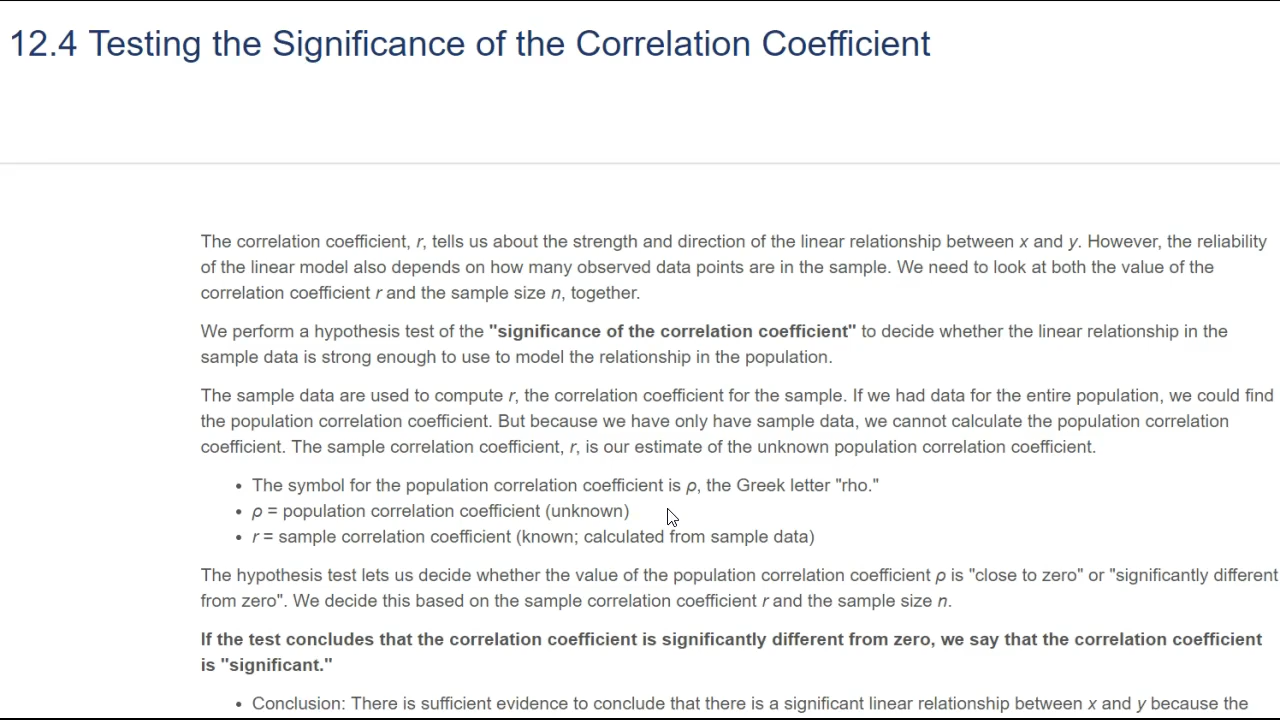 12.4 Testing the Significance of the Correlation Coefficient
The correlation coefficient, r, tells us about the strength and direction of the linear relationship between x and y. However, the reliability
of the linear model also depends on how many observed data points are in the sample. We need to look at both the value of the
correlation coefficient r and the sample size n, together.
We perform a hypothesis test of the "significance of the correlation coefficient" to decide whether the linear relationship in the
sample data is strong enough to use to model the relationship in the population.
The sample data are used to compute r, the correlation coefficient for the sample. If we had data for the entire population, we could find
the population correlation coefficient. But because we have only have sample data, we cannot calculate the population correlation
coefficient. The sample correlation coefficient, r, is our estimate of the unknown population correlation coefficient.
• The symbol for the population correlation coefficient is ρ, the Greek letter "rho."
• ρ = population correlation coefficient (unknown)
• r = sample correlation coefficient (known; calculated from sample data)
The hypothesis test lets us decide whether the value of the population correlation coefficient ρ is "close to zero" or "significantly different
from zero". We decide this based on the sample correlation coefficient r and the sample size n.
If the test concludes that the correlation coefficient is significantly different from zero, we say that the correlation coefficient
is "significant."
• Conclusion: There is sufficient evidence to conclude that there is a significant linear relationship between x and y because the